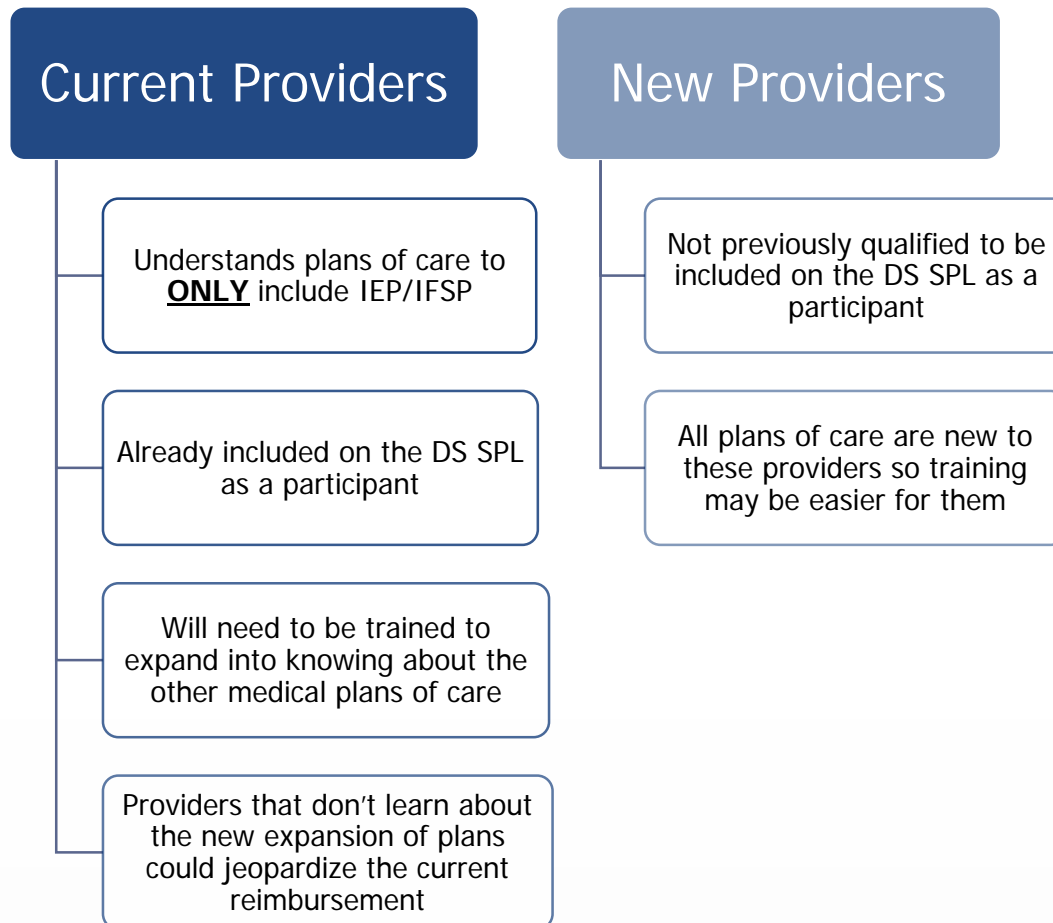 Current Providers
Understands plans of care to
ONLY include IEP/IFSP
Already included on the DS SPL
as a participant
Will need to be trained to
expand into knowing about the
other medical plans of care
Providers that don't learn about
the new expansion of plans
could jeopardize the current
reimbursement
New Providers
Not previously qualified to be
included on the DS SPL as a
participant
All plans of care are new to
these providers so training
may be easier for them